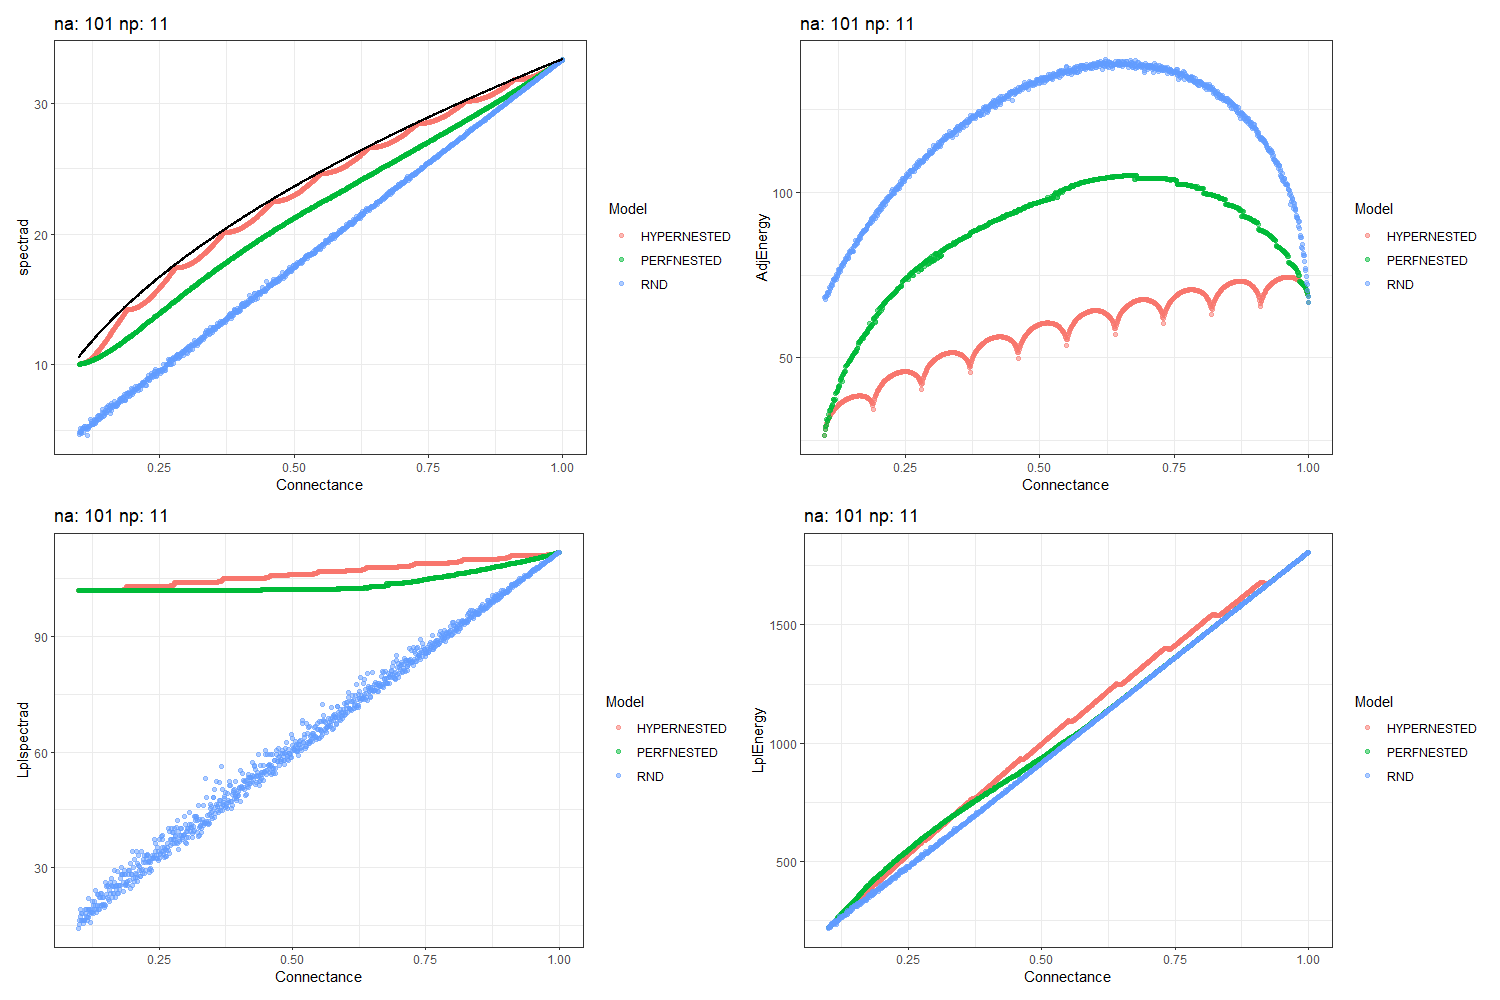 na: 101 np: 11
spectrad
30
20
10
0.25 0.50 0.75 1.00
Connectance
Model
HYPERNESTED
PERFNESTED
RND
na: 101 np: 11
AdjEnergy
100
50
0.25 0.50 0.75 1.00
Connectance
Model
HYPERNESTED
PERFNESTED
RND
na: 101 np: 11
Lplspectrad
90
60
30
0.25 0.50 0.75 1.00
Connectance
Model
HYPERNESTED
PERFNESTED
RND
na: 101 np: 11
LplEnergy
1500
1000
500
0.25 0.50 0.75 1.00
Connectance
Model
HYPERNESTED
PERFNESTED
RND